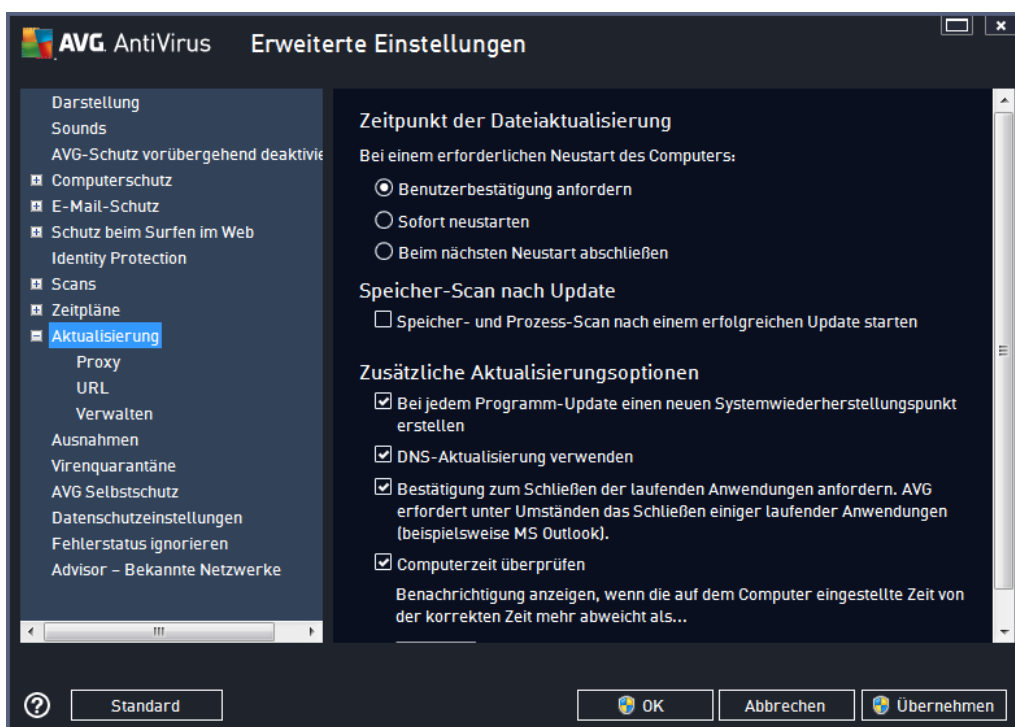 AVG. AntiVirus Erweiterte Einstellungen
Darstellung
Sounds
AVG-Schutz vorübergehend deaktivie
Computerschutz
E-Mail-Schutz
Schutz beim Surfen im Web
Identity Protection
Scans
Zeitpläne
Aktualisierung
Proxy
URL
Verwalten
Ausnahmen
Virenquarantäne
AVG Selbstschutz
Datenschutzeinstellungen
Fehlerstatus ignorieren
Advisor – Bekannte Netzwerke
Zeitpunkt der Dateiaktualisierung
Bei einem erforderlichen Neustart des Computers:
Benutzerbestätigung anfordern
Sofort neustarten
Beim nächsten Neustart abschließen
Speicher-Scan nach Update
Speicher- und Prozess-Scan nach einem erfolgreichen Update starten
Zusätzliche Aktualisierungsoptionen
Bei jedem Programm-Update einen neuen Systemwiederherstellungspunkt
erstellen
DNS-Aktualisierung verwenden
Bestätigung zum Schließen der laufenden Anwendungen anfordern. AVG
erfordert unter Umständen das Schließen einiger laufender Anwendungen
(beispielsweise MS Outlook).
Computerzeit überprüfen
Benachrichtigung anzeigen, wenn die auf dem Computer eingestellte Zeit von
der korrekten Zeit mehr abweicht als...
? Standard OK Abbrechen Übernehmen